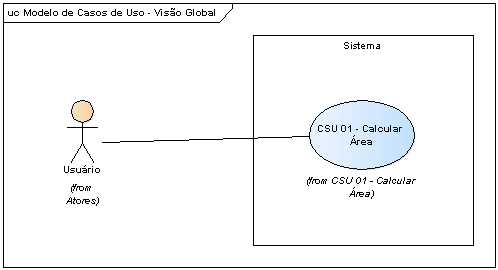 uc Modelo de Casos de Uso - Visão Global
Sistema
CSU 01 - Calcular
Área
Usuário
(from CSU 01 - Calcular
Área)
(from
Atores)